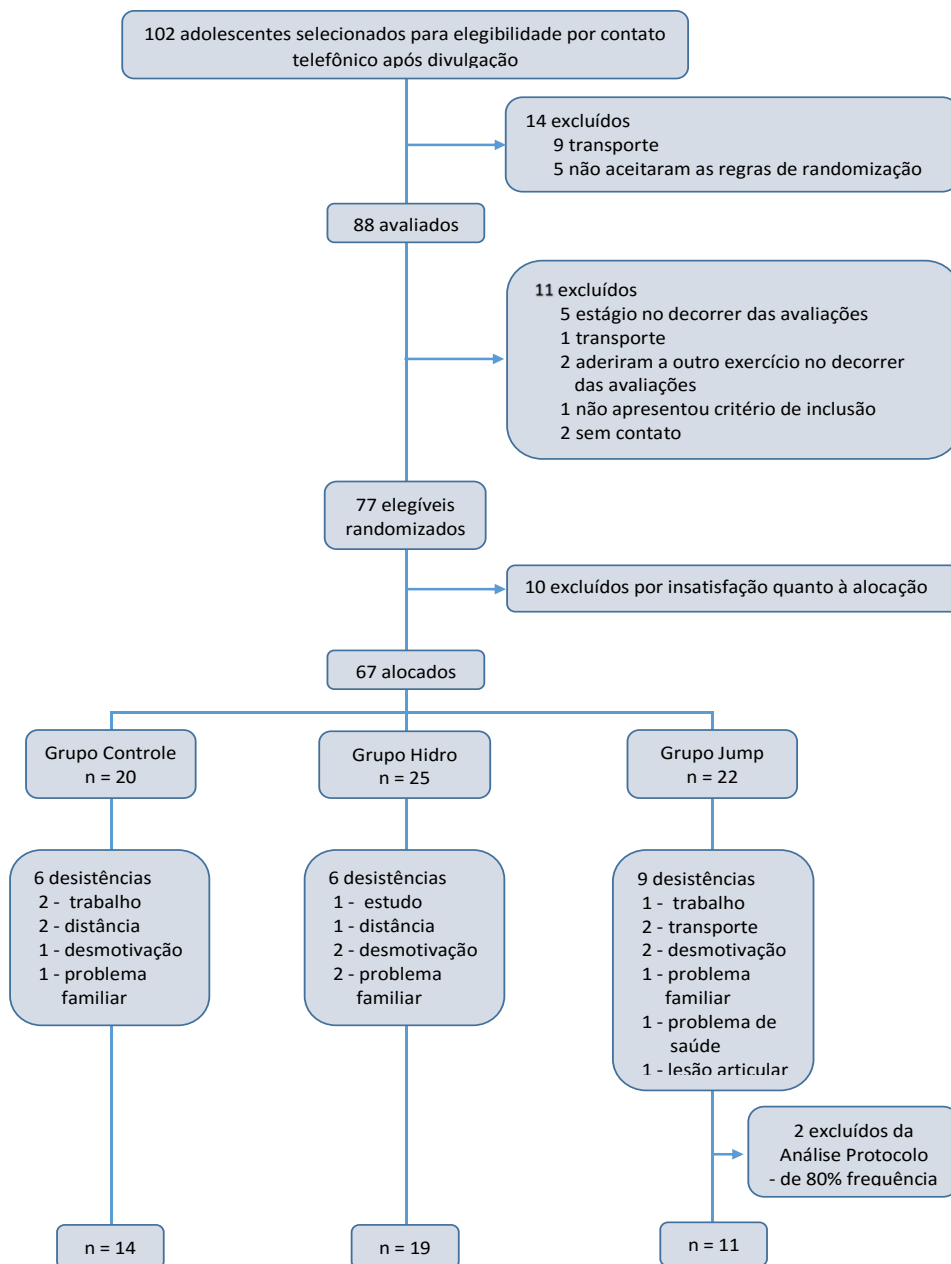 102 adolescentes selecionados para elegibilidade por contato
telefônico após divulgação
14 excluídos
9 transporte
5 não aceitaram as regras de randomização
88 avaliados
11 excluídos
5 estágio no decorrer das avaliações
1 transporte
2 aderiram a outro exercício no decorrer
das avaliações
1 não apresentou critério de inclusão
2 sem contato
77 elegíveis
randomizados
10 excluídos por insatisfação quanto à alocação
67 alocados
Grupo Controle
n = 20
Grupo Hidro
n = 25
Grupo Jump
n = 22
6 desistências
2 - trabalho
2 - distância
1 - desmotivação
1 - problema
familiar
6 desistências
1 - estudo
1 - distância
2 - desmotivação
2 - problema
familiar
9 desistências
1 - trabalho
2 - transporte
2 - desmotivação
1 - problema
familiar
1 - problema de
saúde
1 - lesão articular
2 excluídos da
Análise Protocolo
- de 80% frequência
n = 14
n = 19
n = 11